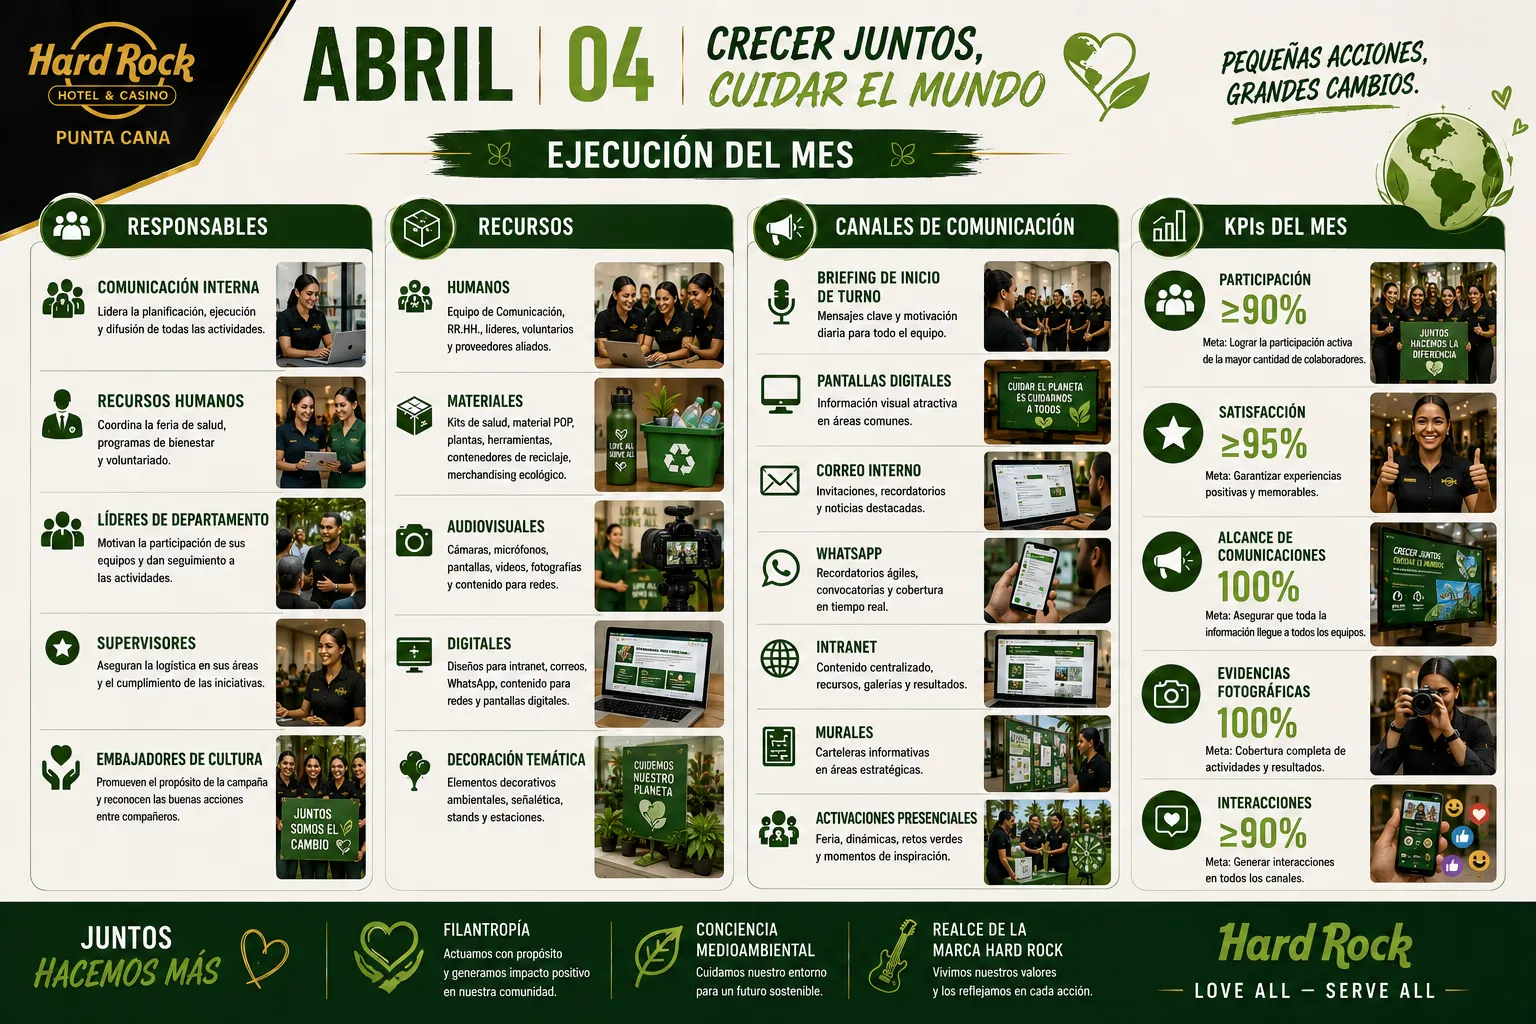 Hard Rock
HOTEL & CASINO
PUNTA CANA
ABRIL
04
CRECER JUNTOS,
CUIDAR EL MUNDO
PEQUEÑAS ACCIONES,
GRANDES CAMBIOS.
EJECUCIÓN DEL MES
RESPONSABLES
COMUNICACIÓN INTERNA
Lidera la planificación, ejecución
y difusión de todas las actividades.
RECURSOS HUMANOS
Coordina la feria de salud,
programas de bienestar
y voluntariado.
LÍDERES DE DEPARTAMENTO
Motivan la participación de sus
equipos y dan seguimiento a
las actividades.
SUPERVISORES
Aseguran la logística en sus áreas
y el cumplimiento de las iniciativas.
EMBAJADORES DE CULTURA
Promueven el propósito de la campaña
y reconocen las buenas acciones
entre compañeros.
JUNTOS
SOMOS EL
CAMBIO
RECURSOS
HUMANOS
Equipo de Comunicación,
RR.HH., líderes, voluntarios
y proveedores aliados.
MATERIALES
Kits de salud, material POP,
plantas, herramientas,
contenedores de reciclaje,
merchandising ecológico.
LOVE ALL
SERVE ALL
AUDIOVISUALES
Cámaras, micrófonos,
pantallas, videos, fotografías
y contenido para redes.
LOVE ALL
SERVE ALL
DIGITALES
Diseños para intranet, correos,
WhatsApp, contenido para
redes y pantallas digitales.
DECORACIÓN TEMÁTICA
Elementos decorativos
ambientales, señalética,
stands y estaciones.
CUIDEMOS
NUESTRO
PLANETA
CANALES DE COMUNICACIÓN
BRIEFING DE INICIO
DE TURNO
Mensajes clave y motivación
diaria para todo el equipo.
PANTALLAS DIGITALES
Información visual atractiva
en áreas comunes.
CUIDAR EL PLANETA
ES CUIDARNOS
A TODOS
CORREO INTERNO
Invitaciones, recordatorios
y noticias destacadas.
WHATSAPP
Recordatorios ágiles,
convocatorias y cobertura
en tiempo real.
INTRANET
Contenido centralizado,
recursos, galerías y resultados.
MURALES
Carteleras informativas
en áreas estratégicas.
ACTIVACIONES PRESENCIALES
Feria, dinámicas, retos verdes
y momentos de inspiración.
KPIs DEL MES
PARTICIPACIÓN
≥90%
Meta: Lograr la participación activa
de la mayor cantidad de colaboradores.
JUNTOS
HACEMOS LA
DIFERENCIA
SATISFACCIÓN
≥95%
Meta: Garantizar experiencias
positivas y memorables.
ALCANCE DE
COMUNICACIONES
100%
Meta: Asegurar que toda la
información llegue a todos los equipos.
CRECER JUNTOS
CUIDAR EL MUNDO
EVIDENCIAS
FOTOGRÁFICAS
100%
Meta: Cobertura completa de
actividades y resultados.
INTERACCIONES
≥90%
Meta: Generar interacciones
en todos los canales.
JUNTOS
HACEMOS MÁS
FILANTROPÍA
Actuamos con propósito
y generamos impacto positivo
en nuestra comunidad.
CONCIENCIA
MEDIOAMBIENTAL
Cuidamos nuestro entorno
para un futuro sostenible.
REALCE DE LA
MARCA HARD ROCK
Vivimos nuestros valores
y los reflejamos en cada acción.
Hard Rock
LOVE ALL — SERVE ALL